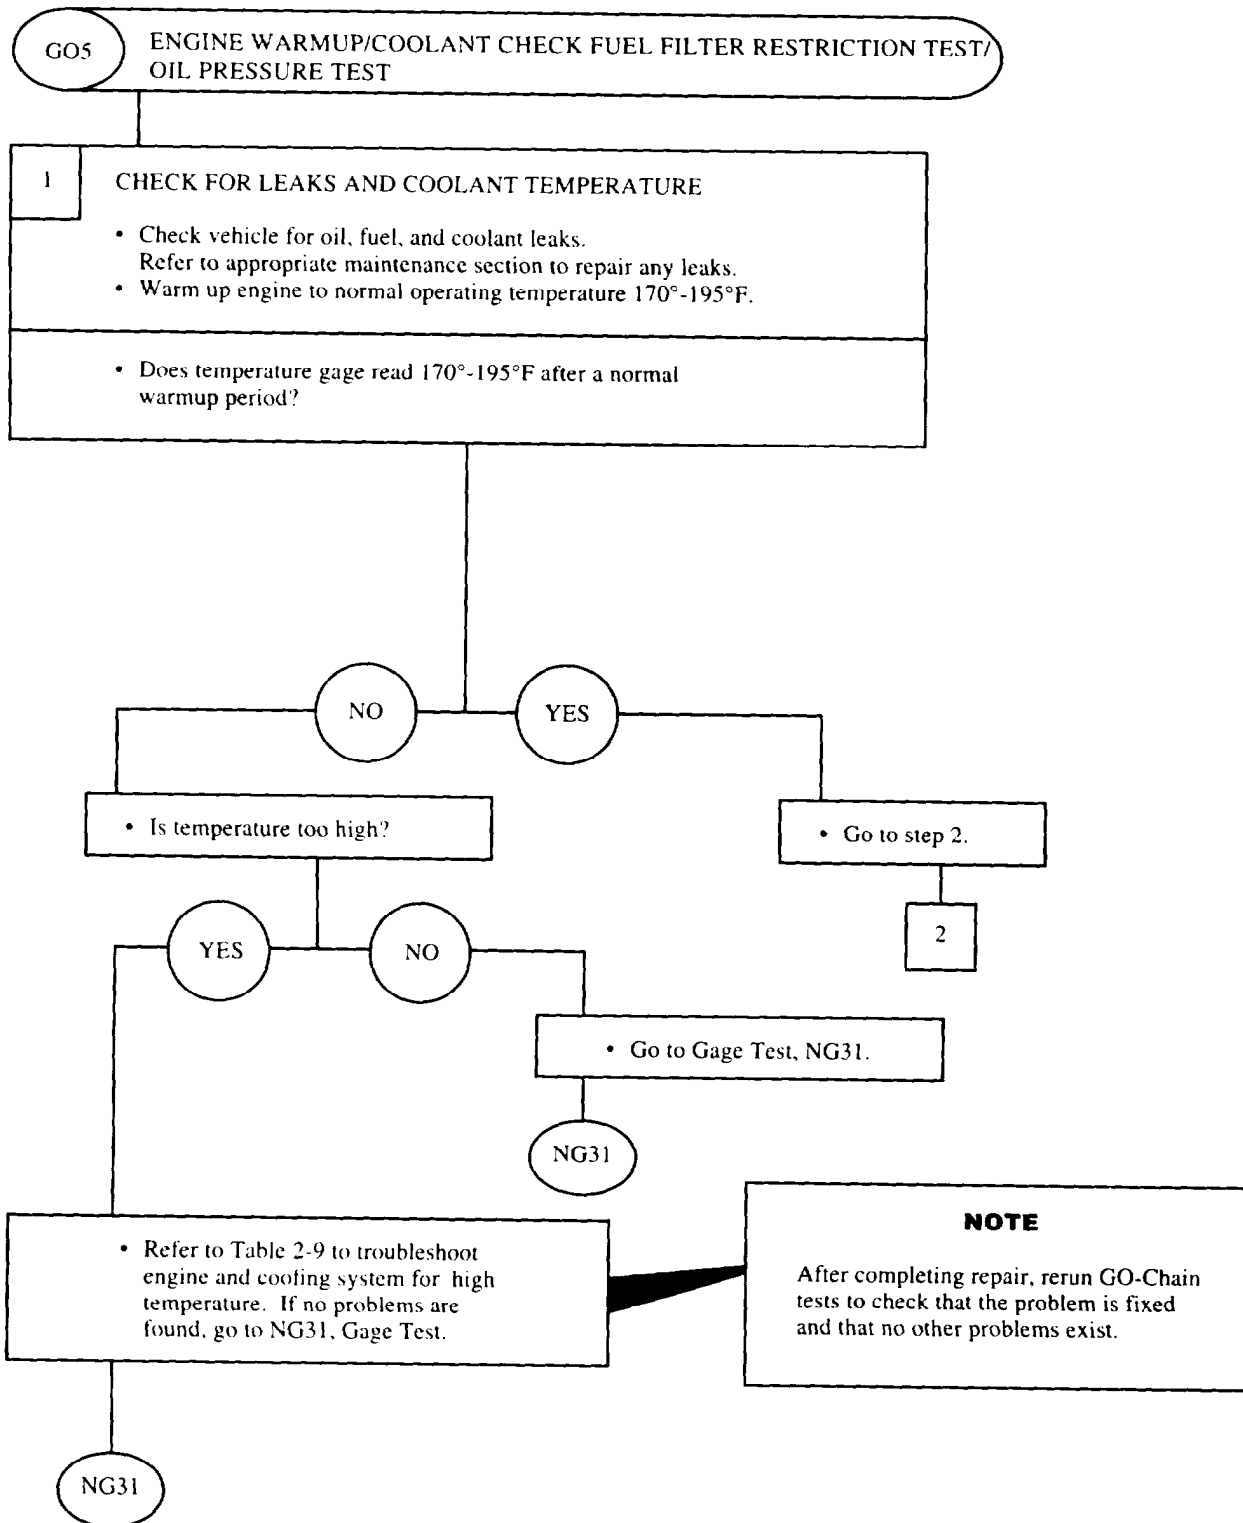 GO5
ENGINE WARMUP/COOLANT CHECK FUEL FILTER RESTRICTION TEST/
OIL PRESSURE TEST
1
CHECK FOR LEAKS AND COOLANT TEMPERATURE
• Check vehicle for oil, fuel, and coolant leaks.
Refer to appropriate maintenance section to repair any leaks.
• Warm up engine to normal operating temperature 170°-195°F.
• Does temperature gage read 170°-195°F after a normal
warmup period?
NO
YES
• Is temperature too high?
• Go to step 2.
2
YES
NO
• Go to Gage Test, NG31.
NG31
• Refer to Table 2-9 to troubleshoot
engine and cooling system for high
temperature. If no problems are
found, go to NG31, Gage Test.
NOTE
After completing repair, rerun GO-Chain
tests to check that the problem is fixed
and that no other problems exist.
NG31